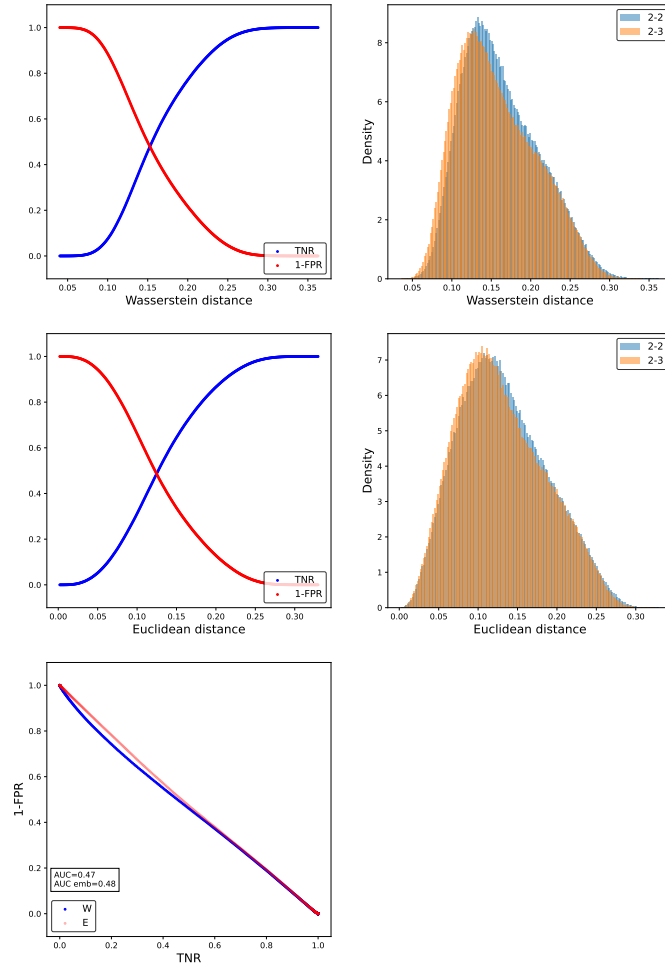 1.0
0.8
0.6
0.4
0.2
0.0
TNR
1-FPR
0.05 0.10 0.15 0.20 0.25 0.30 0.35
Wasserstein distance
2-2
2-3
Density
8
6
4
2
0
0.05 0.10 0.15 0.20 0.25 0.30 0.35
Wasserstein distance
1.0
0.8
0.6
0.4
0.2
0.0
TNR
1-FPR
0.00 0.05 0.10 0.15 0.20 0.25 0.30
Euclidean distance
2-2
2-3
Density
7
6
5
4
3
2
1
0
0.00 0.05 0.10 0.15 0.20 0.25 0.30
Euclidean distance
1-FPR
1.0
0.8
0.6
0.4
0.2
0.0
AUC=0.47
AUC emb=0.48
W
E
0.0 0.2 0.4 0.6 0.8 1.0
TNR